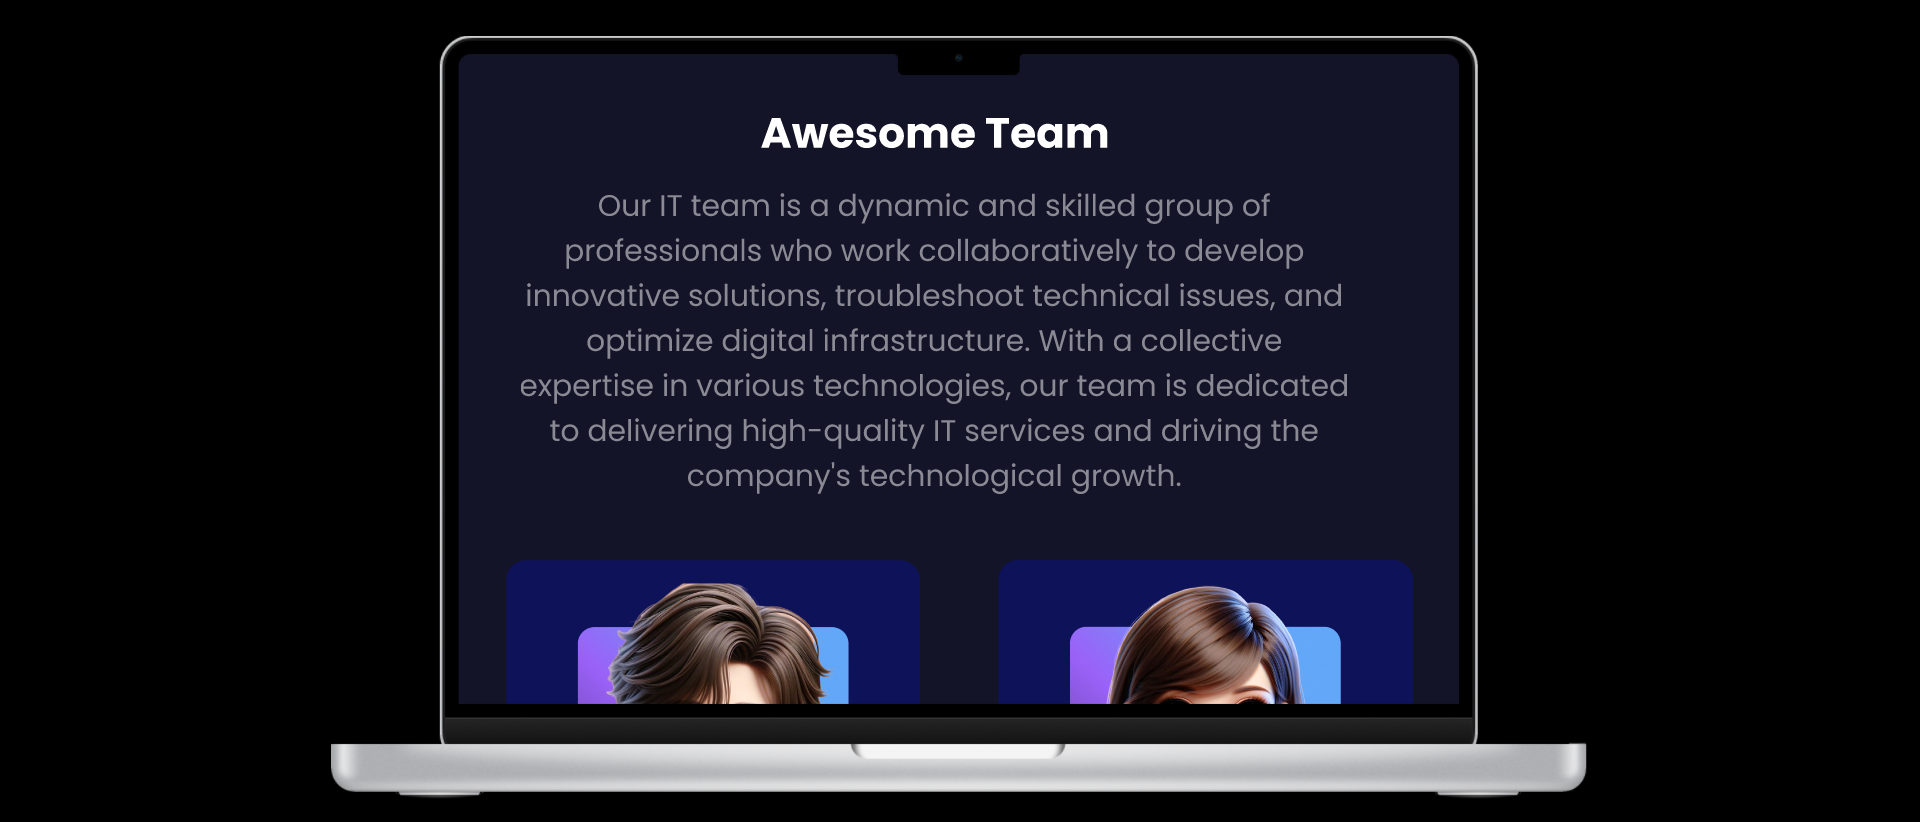 Awesome Team
Our IT team is a dynamic and skilled group of
professionals who work collaboratively to develop
innovative solutions, troubleshoot technical issues, and
optimize digital infrastructure. With a collective
expertise in various technologies, our team is dedicated
to delivering high-quality IT services and driving the
company's technological growth.